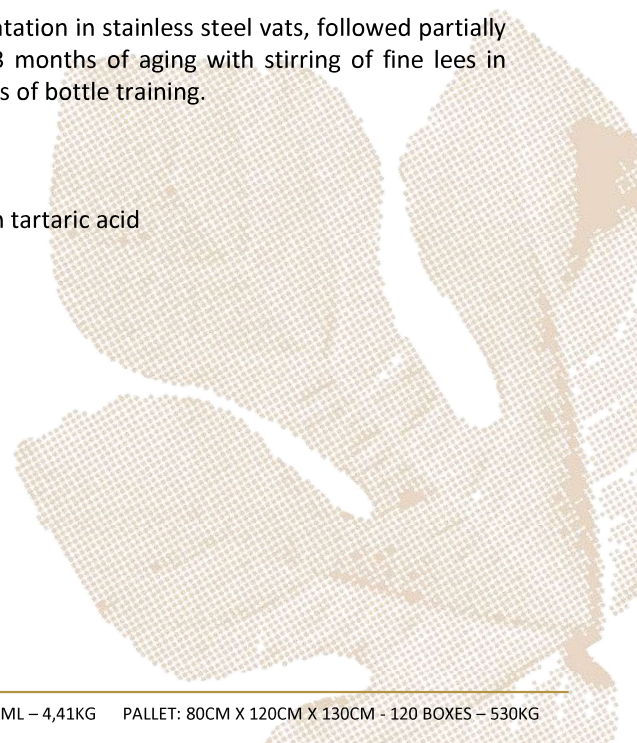 ntation in stainless steel vats, followed partially
3 months of aging with stirring of fine lees in
s of bottle training.
n tartaric acid
ML – 4,41KG PALLET: 80CM X 120CM X 130CM - 120 BOXES – 530KG